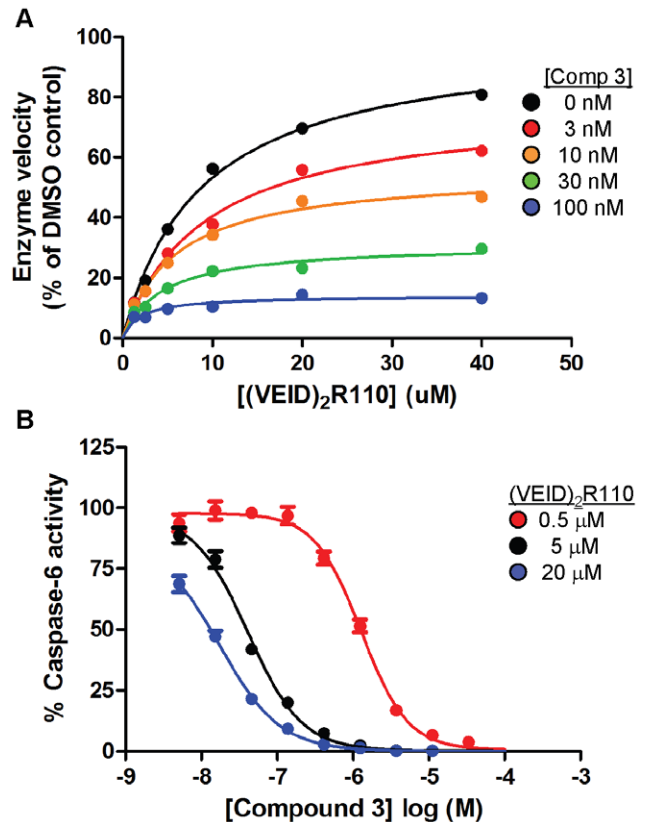 A
Enzyme velocity
(% of DMSO control)
100
80
60
40
20
0
0
10
20
30
40
50
[(VEID)2R110] (uM)
[Comp 3]
0 nM
3 nM
10 nM
30 nM
100 nM
B
% Caspase-6 activity
125
100
75
50
25
0
-9
-8
-7
-6
-5
-4
-3
[Compound 3] log (M)
(VEID)2R110
0.5 μM
5 μM
20 μM